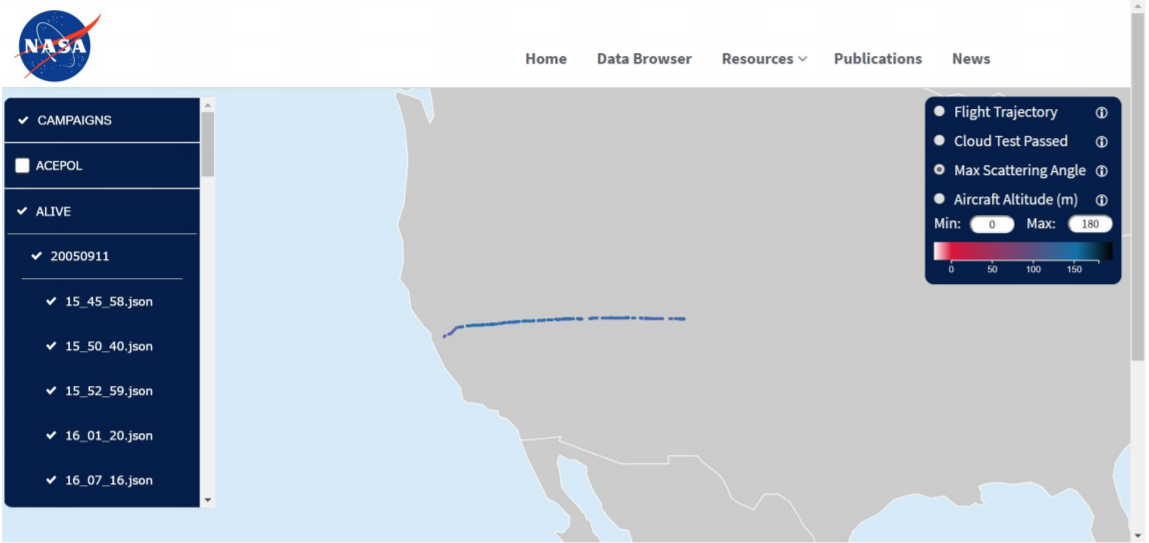 NASA
Home Data Browser Resources Publications News
CAMPAIGNS
ACEPOL
ALIVE
20050911
15_45_58.json
15_50_40.json
15_52_59.json
16_01_20.json
16_07_16.json
Flight Trajectory
Cloud Test Passed
Max Scattering Angle
Aircraft Altitude (m)
Min: 0 Max: 180
0 50 100 150